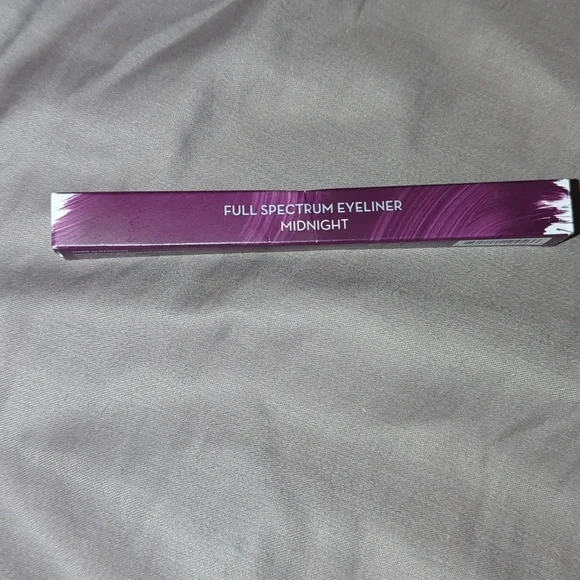 FULL SPECTRUM EYELINER
MIDNIGHT